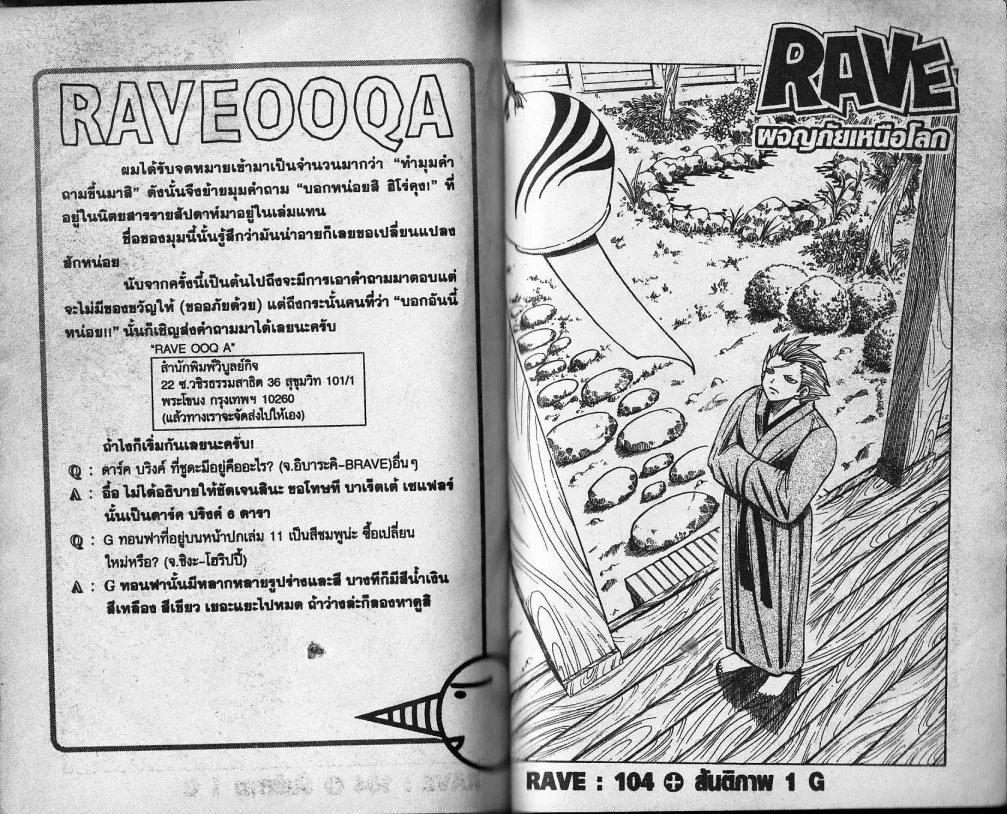 RAVEOOQA
ผมได้รับจดหมายเข้ามาเป็นจำนวนมากว่า “ทำมุมคำ
ถามขึ้นมาสิ” ดังนั้นจึงย้ายมุมคำถาม “บอกหน่อยสิ ฮิโร่คุง!” ที่
อยู่ในนิตยสารรายสัปดาห์มาอยู่ในเล่มแทน
ชื่อของมุมนี้นั้นรู้สึกว่ามันน่าอายก็เลยขอเปลี่ยนแปลง
สักหน่อย
นับจากครั้งนี้เป็นต้นไปถึงจะมีการเอาคำถามมาตอบแต่
จะไม่มีของขวัญให้ (ขออภัยด้วย) แต่ถึงกระนั้นคนที่ว่า “บอกอันนี้
หน่อย!!” นั้นก็เชิญส่งคำถามมาได้เลยนะครับ
"RAVE OOQ A"
สำนักพิมพ์วิบูลย์กิจ
22 ซ.วชิรธรรมสาธิต 36 สุขุมวิท 101/1
พระโขนง กรุงเทพฯ 10260
(แล้วทางเราจะจัดส่งไปให้เอง)
ถ้าไงก็เริ่มกันเลยนะครับ!
Q : ดาร์ค บริงค์ ที่ชูดะมีอยู่คืออะไร? (จ.อิบาระคิ-BRAVE)อื่นๆ
A : อื้อ ไม่ได้อธิบายให้ชัดเจนสินะ ขอโทษที บาเร็ตเต้ เซแฟลร์
นั้นเป็นดาร์ค บริงค์ 6 ดารา
Q : G ทอนฟาที่อยู่บนหน้าปกเล่ม 11 เป็นสีชมพูน่ะ ซื้อเปลี่ยน
ใหม่หรือ? (จ.ชิงะ-โฮริปปี้)
A : G ทอนฟานั้นมีหลากหลายรูปร่างและสี บางทีก็มีสีน้ำเงิน
สีเหลือง สีเขียว เยอะแยะไปหมด ถ้าว่างล่ะก็ลองหาดูสิ
RAVE
ผจญภัยเหนือโลก
RAVE : 104 สันติภาพ 1 G